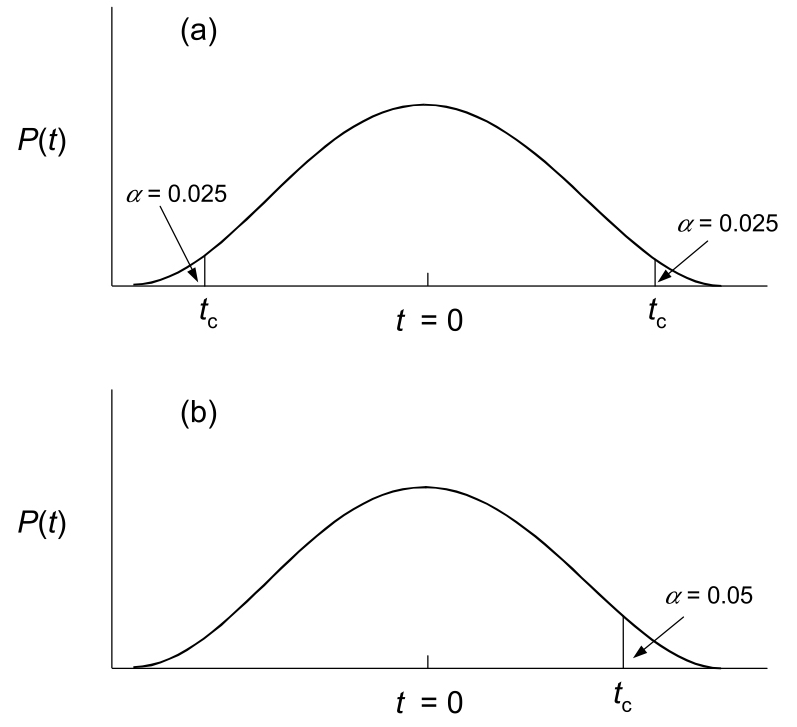 (a)
P(t)
α = 0.025
α = 0.025
tc
t = 0
tc
(b)
P(t)
α = 0.05
t = 0
tc